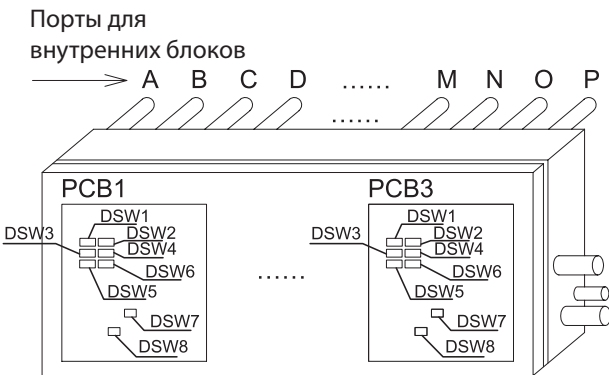 Порты для
внутренних блоков
A B C D ...... M N O P
......
PCB1 PCB3
DSW1 DSW1
DSW3 DSW2 DSW3 DSW2
DSW4 DSW4
DSW6 ...... DSW6
DSW5 DSW5
DSW7 DSW7
DSW8 DSW8